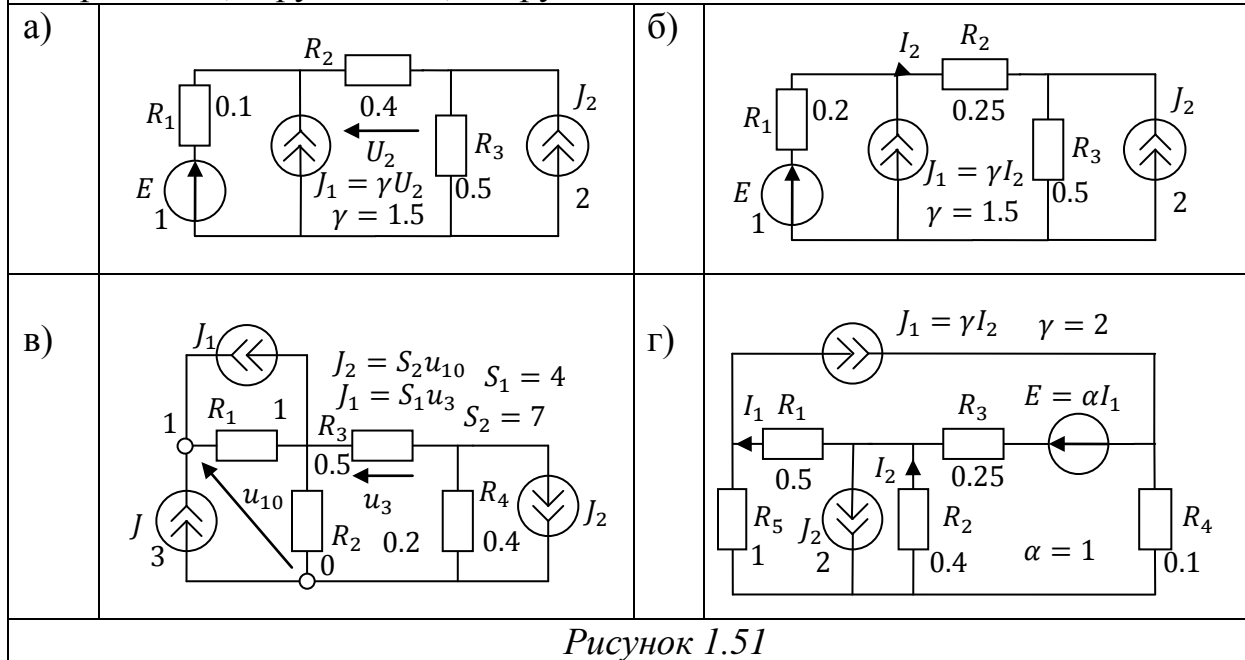 а)
R₂
0.4
R₁
0.1
E
1
U₂
J₁ = γU₂
γ = 1.5
R₃
0.5
J₂
2
б)
I₂
R₂
0.25
R₁
0.2
E
1
J₁ = γI₂
γ = 1.5
R₃
0.5
J₂
2
в)
J₁
J₂ = S₂u₁₀
J₁ = S₁u₃
S₁ = 4
S₂ = 7
1
R₁
1
R₃
0.5
u₃
u₁₀
J
3
R₂
0.2
0
R₄
0.4
J₂
г)
J₁ = γI₂
γ = 2
I₁
R₁
0.5
R₃
0.25
E = αI₁
I₂
R₅
1
J₂
2
R₂
0.4
α = 1
R₄
0.1
Рисунок 1.51